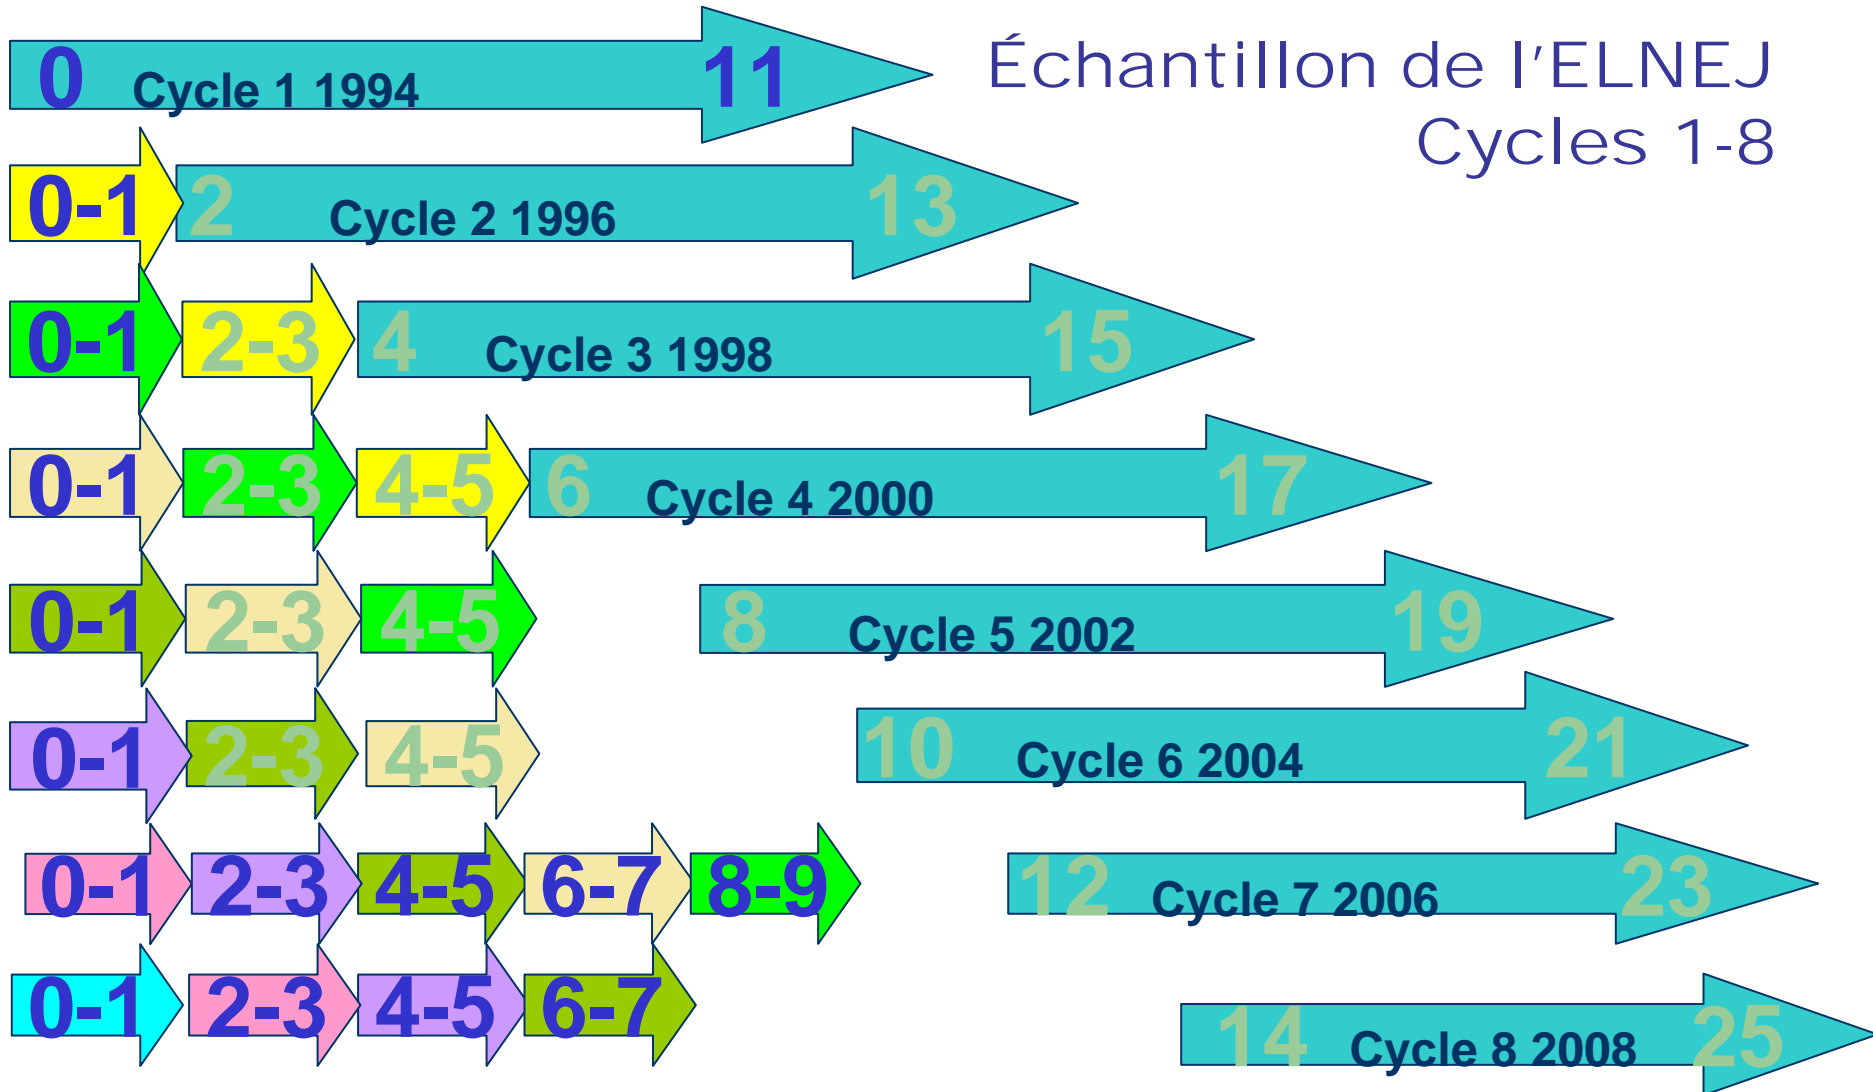 Échantillon de l'ELNEJ
Cycles 1-8
0 Cycle 1 1994 11
0-1 2 Cycle 2 1996 13
0-1 2-3 4 Cycle 3 1998 15
0-1 2-3 4-5 6 Cycle 4 2000 17
0-1 2-3 4-5 8 Cycle 5 2002 19
0-1 2-3 4-5 10 Cycle 6 2004 21
0-1 2-3 4-5 6-7 8-9 12 Cycle 7 2006 23
0-1 2-3 4-5 6-7 14 Cycle 8 2008 25